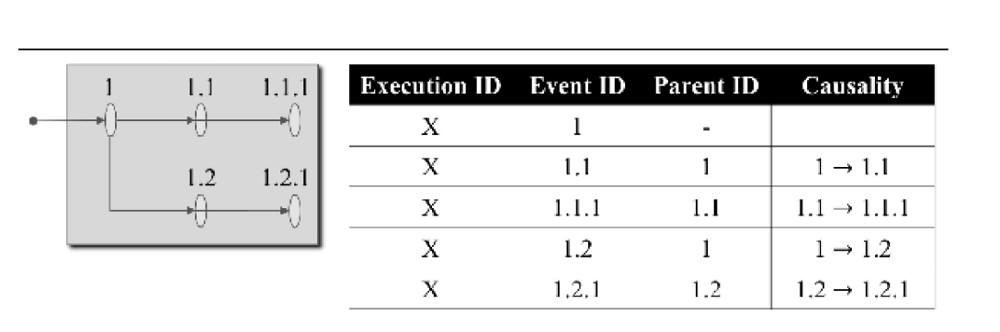 1 1.1 1.1.1
1.2 1.2.1
Execution ID Event ID Parent ID Causality
X 1 -
X 1.1 1 1 → 1.1
X 1.1.1 1.1 1.1 → 1.1.1
X 1.2 1 1 → 1.2
X 1.2.1 1.2 1.2 → 1.2.1